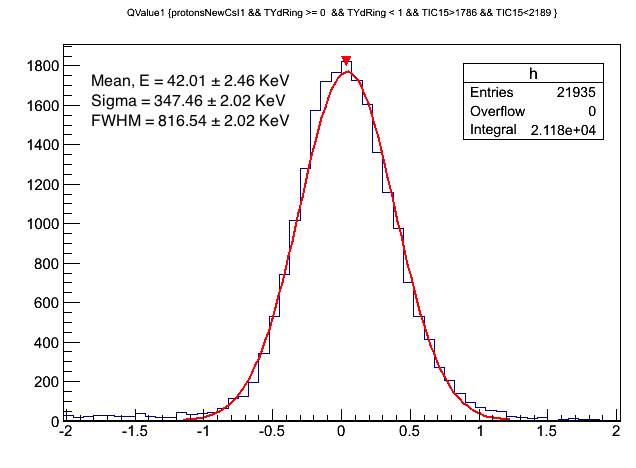 QValue1 {protonsNewCsI1 && TYdRing >= 0 && TYdRing < 1 && TIC15>1786 && TIC15<2189 }
Mean, E = 42.01 ± 2.46 KeV
Sigma = 347.46 ± 2.02 KeV
FWHM = 816.54 ± 2.02 KeV
h
Entries 21935
Overflow 0
Integral 2.118e+04
1800
1600
1400
1200
1000
800
600
400
200
0
-2 -1.5 -1 -0.5 0 0.5 1 1.5 2